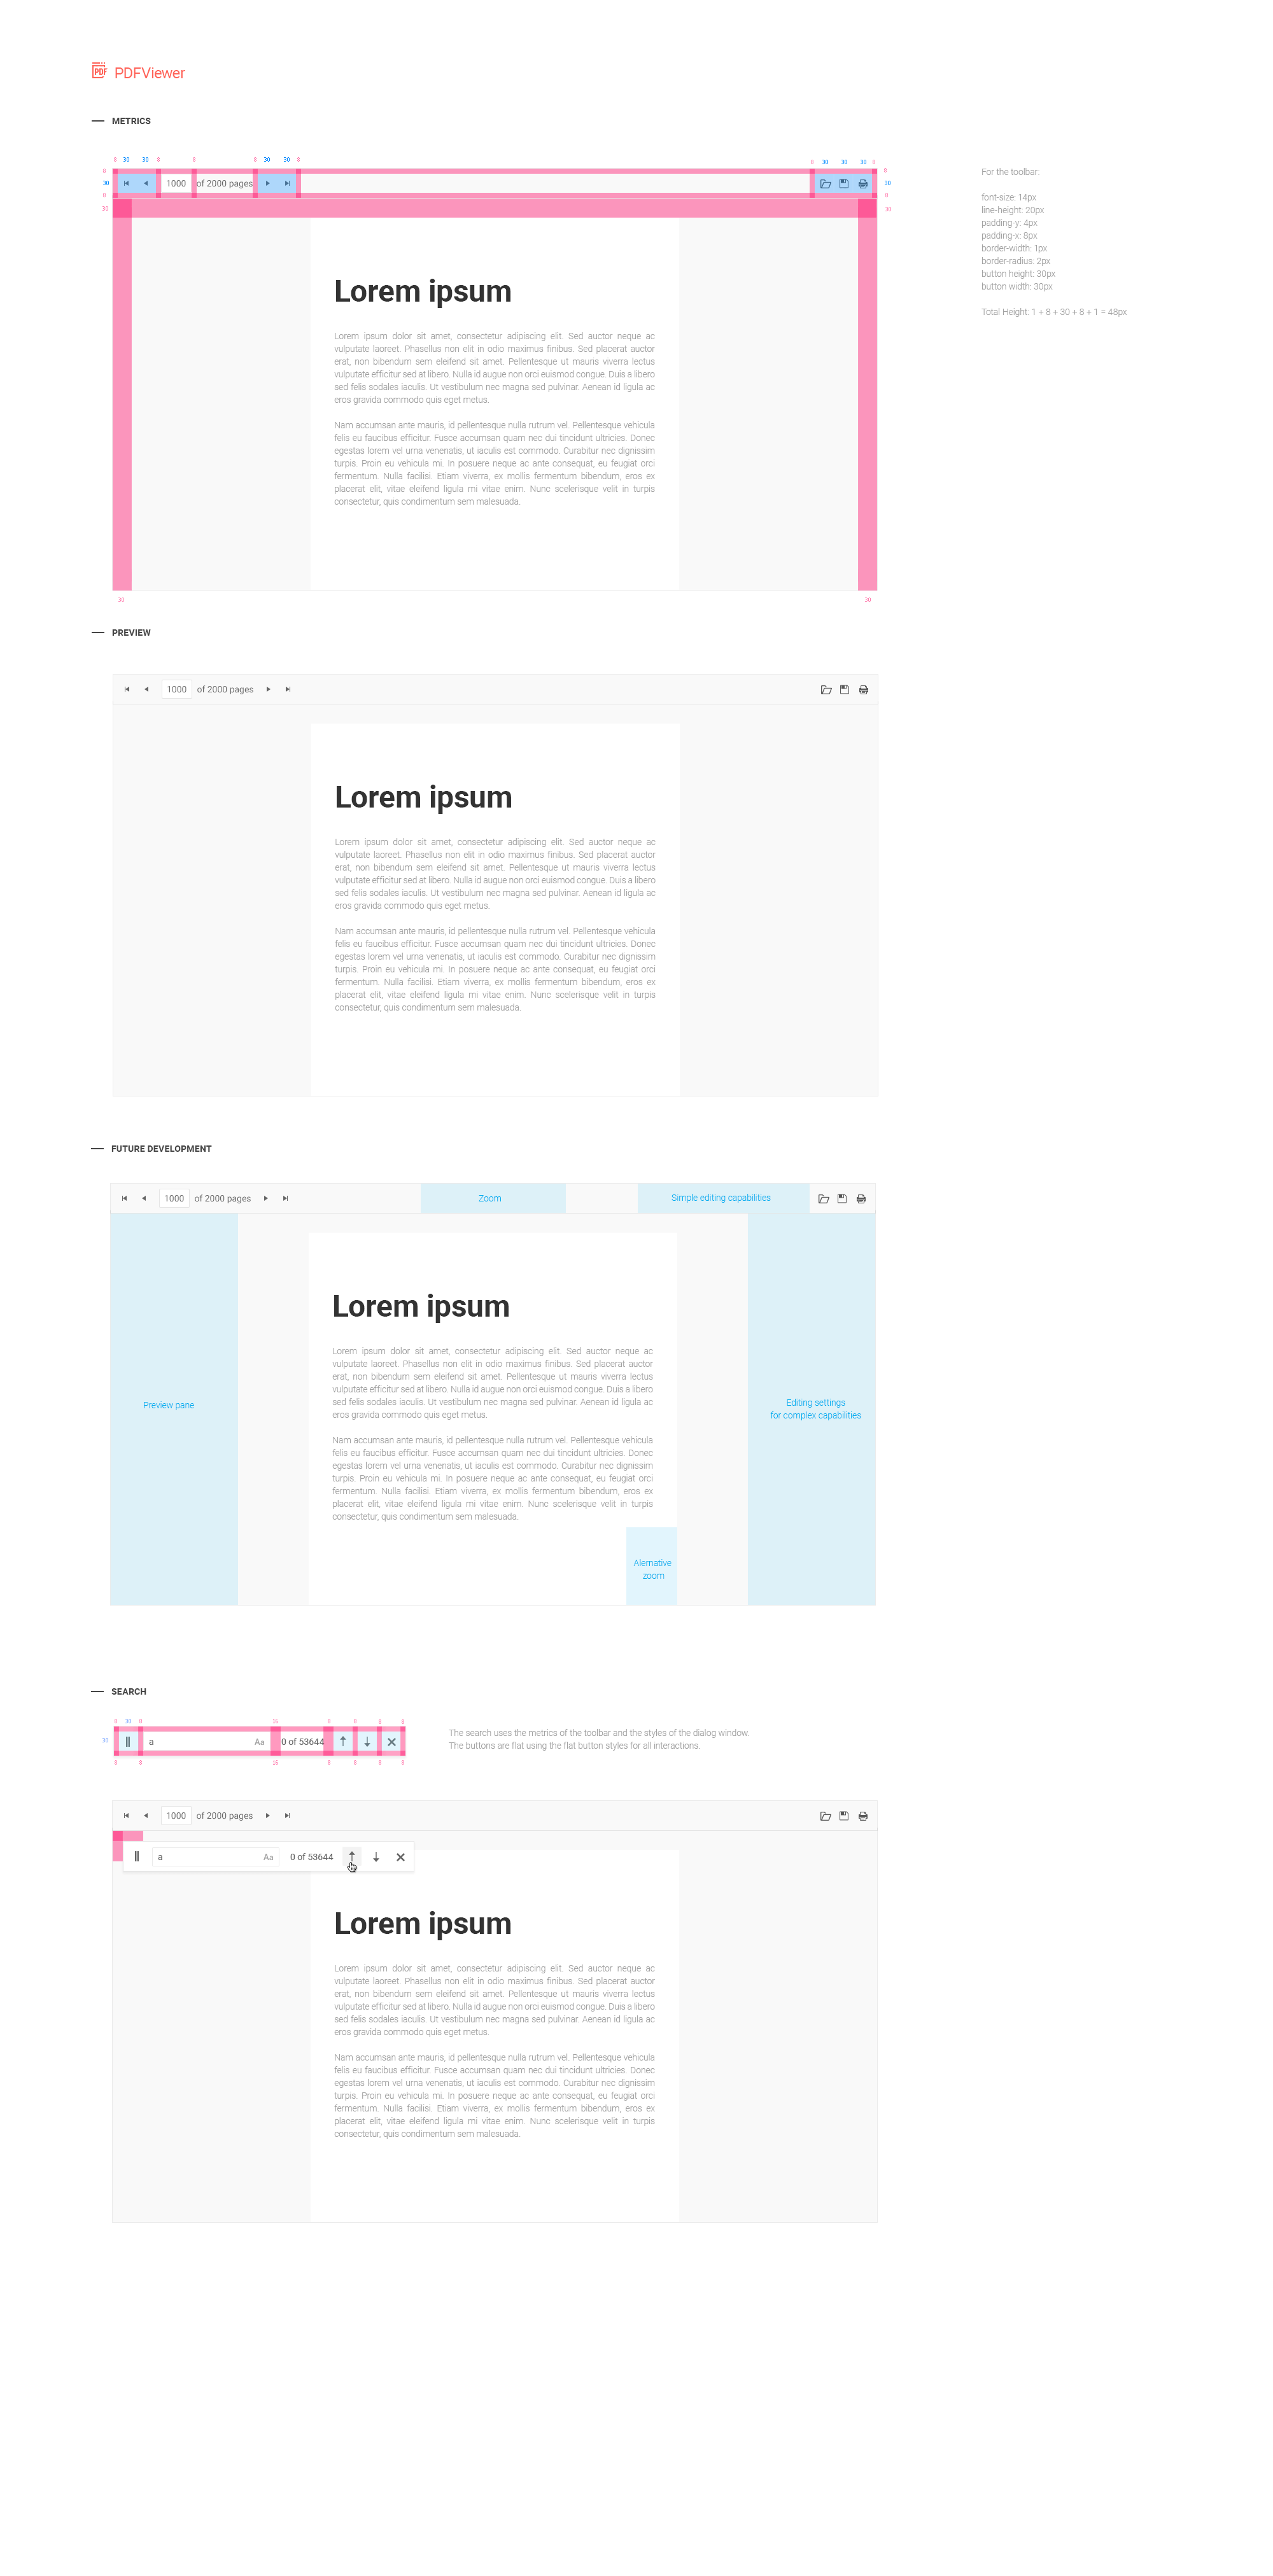 PDF PDFViewer
METRICS
8 30 30 8 8 8 30 30 8 8 30 30 30 8
8 8
30 1000 of 2000 pages 30
8 8
30 30
For the toolbar:
font-size: 14px
line-height: 20px
padding-y: 4px
padding-x: 8px
border-width: 1px
border-radius: 2px
button height: 30px
button width: 30px
Total Height: 1 + 8 + 30 + 8 + 1 = 48px
Lorem ipsum
Lorem ipsum dolor sit amet, consectetur adipiscing elit. Sed auctor neque ac
vulputate laoreet. Phasellus non elit in odio maximus finibus. Sed placerat auctor
erat, non bibendum sem eleifend sit amet. Pellentesque ut mauris viverra lectus
vulputate efficitur sed at libero. Nulla id augue non orci euismod congue. Duis a libero
sed felis sodales iaculis. Ut vestibulum nec magna sed pulvinar. Aenean id ligula ac
eros gravida commodo quis eget metus.
Nam accumsan ante mauris, id pellentesque nulla rutrum vel. Pellentesque vehicula
felis eu faucibus efficitur. Fusce accumsan quam nec dui tincidunt ultricies. Donec
egestas lorem vel urna venenatis, ut iaculis est commodo. Curabitur nec dignissim
turpis. Proin eu vehicula mi. In posuere neque ac ante consequat, eu feugiat orci
fermentum. Nulla facilisi. Etiam viverra, ex mollis fermentum bibendum, eros ex
placerat elit, vitae eleifend ligula mi vitae enim. Nunc scelerisque velit in turpis
consectetur, quis condimentum sem malesuada.
30 30
PREVIEW
1000 of 2000 pages
Lorem ipsum
Lorem ipsum dolor sit amet, consectetur adipiscing elit. Sed auctor neque ac
vulputate laoreet. Phasellus non elit in odio maximus finibus. Sed placerat auctor
erat, non bibendum sem eleifend sit amet. Pellentesque ut mauris viverra lectus
vulputate efficitur sed at libero. Nulla id augue non orci euismod congue. Duis a libero
sed felis sodales iaculis. Ut vestibulum nec magna sed pulvinar. Aenean id ligula ac
eros gravida commodo quis eget metus.
Nam accumsan ante mauris, id pellentesque nulla rutrum vel. Pellentesque vehicula
felis eu faucibus efficitur. Fusce accumsan quam nec dui tincidunt ultricies. Donec
egestas lorem vel urna venenatis, ut iaculis est commodo. Curabitur nec dignissim
turpis. Proin eu vehicula mi. In posuere neque ac ante consequat, eu feugiat orci
fermentum. Nulla facilisi. Etiam viverra, ex mollis fermentum bibendum, eros ex
placerat elit, vitae eleifend ligula mi vitae enim. Nunc scelerisque velit in turpis
consectetur, quis condimentum sem malesuada.
FUTURE DEVELOPMENT
1000 of 2000 pages Zoom Simple editing capabilities
Lorem ipsum
Lorem ipsum dolor sit amet, consectetur adipiscing elit. Sed auctor neque ac
vulputate laoreet. Phasellus non elit in odio maximus finibus. Sed placerat auctor
erat, non bibendum sem eleifend sit amet. Pellentesque ut mauris viverra lectus
vulputate efficitur sed at libero. Nulla id augue non orci euismod congue. Duis a libero
sed felis sodales iaculis. Ut vestibulum nec magna sed pulvinar. Aenean id ligula ac
eros gravida commodo quis eget metus.
Nam accumsan ante mauris, id pellentesque nulla rutrum vel. Pellentesque vehicula
felis eu faucibus efficitur. Fusce accumsan quam nec dui tincidunt ultricies. Donec
egestas lorem vel urna venenatis, ut iaculis est commodo. Curabitur nec dignissim
turpis. Proin eu vehicula mi. In posuere neque ac ante consequat, eu feugiat orci
fermentum. Nulla facilisi. Etiam viverra, ex mollis fermentum bibendum, eros ex
placerat elit, vitae eleifend ligula mi vitae enim. Nunc scelerisque velit in turpis
consectetur, quis condimentum sem malesuada.
Preview pane
Editing settings
for complex capabilities
Alernative
zoom
SEARCH
8 30 8 16 8 8 8 8
30 a Aa 0 of 53644
8 8 16 8 8 8 8
The search uses the metrics of the toolbar and the styles of the dialog window.
The buttons are flat using the flat button styles for all interactions.
1000 of 2000 pages
a Aa 0 of 53644
Lorem ipsum
Lorem ipsum dolor sit amet, consectetur adipiscing elit. Sed auctor neque ac
vulputate laoreet. Phasellus non elit in odio maximus finibus. Sed placerat auctor
erat, non bibendum sem eleifend sit amet. Pellentesque ut mauris viverra lectus
vulputate efficitur sed at libero. Nulla id augue non orci euismod congue. Duis a libero
sed felis sodales iaculis. Ut vestibulum nec magna sed pulvinar. Aenean id ligula ac
eros gravida commodo quis eget metus.
Nam accumsan ante mauris, id pellentesque nulla rutrum vel. Pellentesque vehicula
felis eu faucibus efficitur. Fusce accumsan quam nec dui tincidunt ultricies. Donec
egestas lorem vel urna venenatis, ut iaculis est commodo. Curabitur nec dignissim
turpis. Proin eu vehicula mi. In posuere neque ac ante consequat, eu feugiat orci
fermentum. Nulla facilisi. Etiam viverra, ex mollis fermentum bibendum, eros ex
placerat elit, vitae eleifend ligula mi vitae enim. Nunc scelerisque velit in turpis
consectetur, quis condimentum sem malesuada.